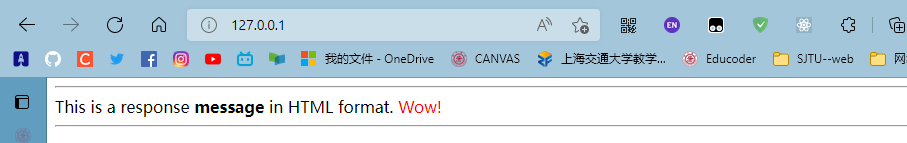 127.0.0.1
A
EN
A
C
我的文件 - OneDrive
CANVAS
上海交通大学教学...
Educoder
SJTU--web
网
This is a response message in HTML format. Wow!